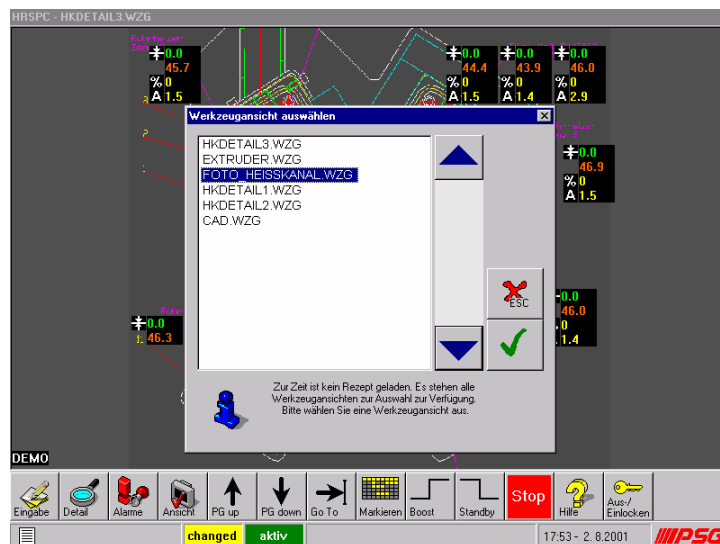 HRSPC - HKDETAIL3.WZG
0.0
45.7
%0
A 1.5
0.0
44.4
%0
A 1.5
0.0
43.9
%0
A 1.4
0.0
46.0
%0
A 2.9
Werkzeugansicht auswählen
HKDETAIL3.WZG
EXTRUDER.WZG
FOTO_HEISSKANAL.WZG
HKDETAIL1.WZG
HKDETAIL2.WZG
CAD.WZG
0.0
46.9
%0
A 1.5
ESC
0.0
46.0
0
1.4
0.0
46.3
Zur Zeit ist kein Rezept geladen. Es stehen alle
Werkzeugansichten zur Auswahl zur Verfügung.
Bitte wählen Sie eine Werkzeugansicht aus.
DEMO
Eingabe
Detail
Alarme
Ansicht
PG up
PG down
Go To
Markieren
Boost
Standby
Stop
Hilfe
Aus-/
Einlocken
changed
aktiv
17:53 - 2. 8.2001
PSG